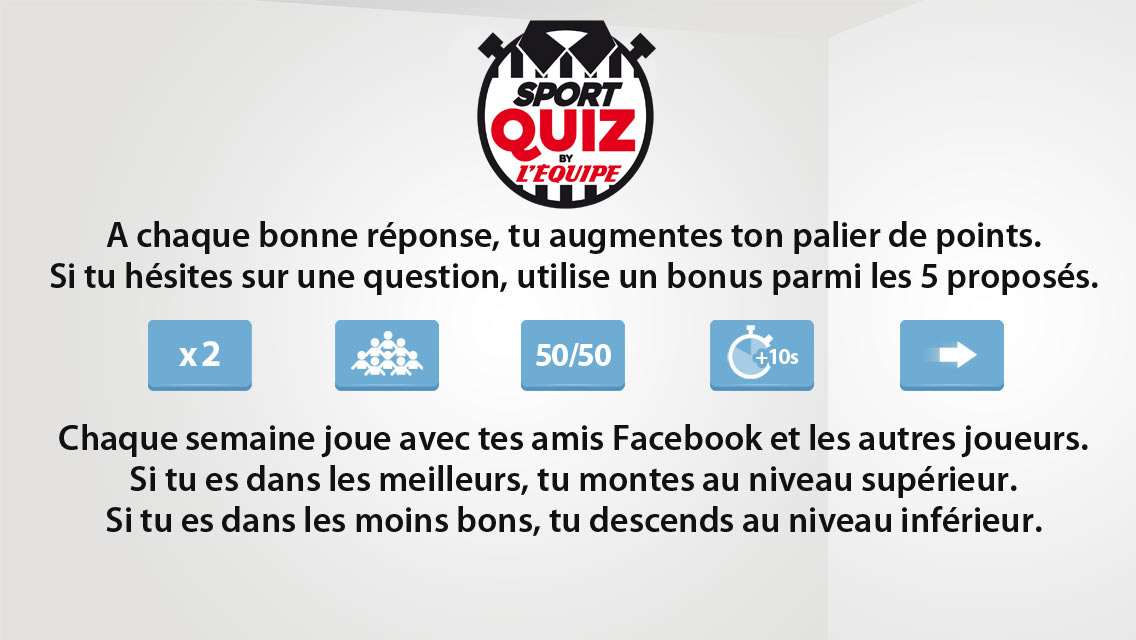 SPORT
QUIZ
BY
L'ÉQUIPE
A chaque bonne réponse, tu augmentes ton palier de points.
Si tu hésites sur une question, utilise un bonus parmi les 5 proposés.
x 2
50/50
+10s
Chaque semaine joue avec tes amis Facebook et les autres joueurs.
Si tu es dans les meilleurs, tu montes au niveau supérieur.
Si tu es dans les moins bons, tu descends au niveau inférieur.